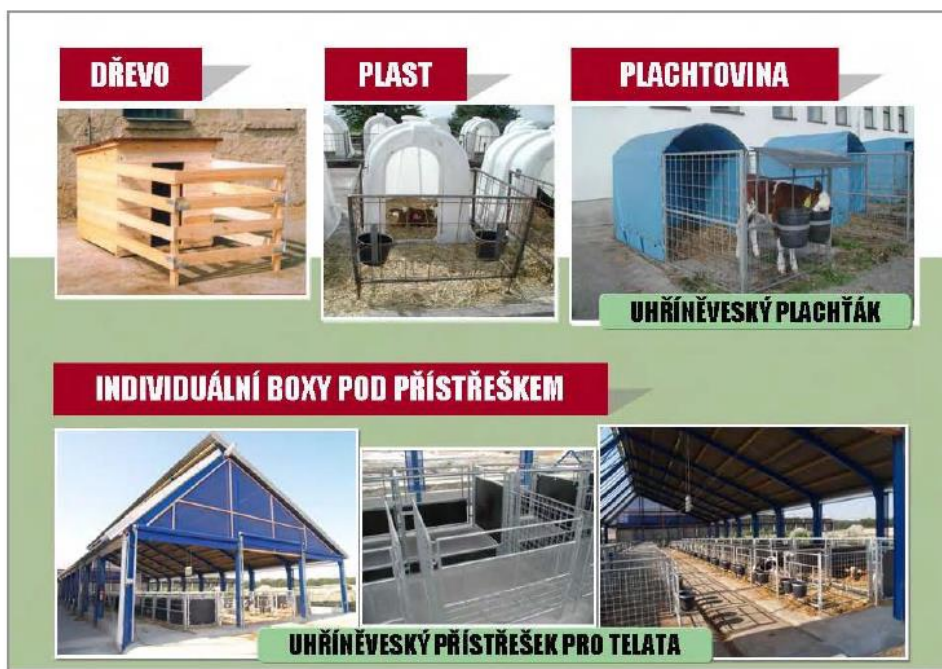 DŘEVO
PLAST
PLACHTOVINA
UHŘÍNĚVESKÝ PLACHŤÁK
INDIVIDUÁLNÍ BOXY POD PŘÍSTŘEŠKEM
UHŘÍNĚVESKÝ PŘÍSTŘEŠEK PRO TELATA